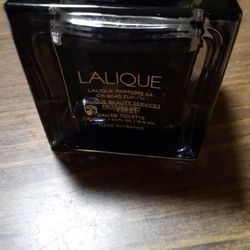 LALIQUE
LALIQUE PARFUMS SA
CH-8045 ZURICH
LALIQUE BEAUTY SERVICES
EAU DE TOILETTE
MADE IN FRANCE